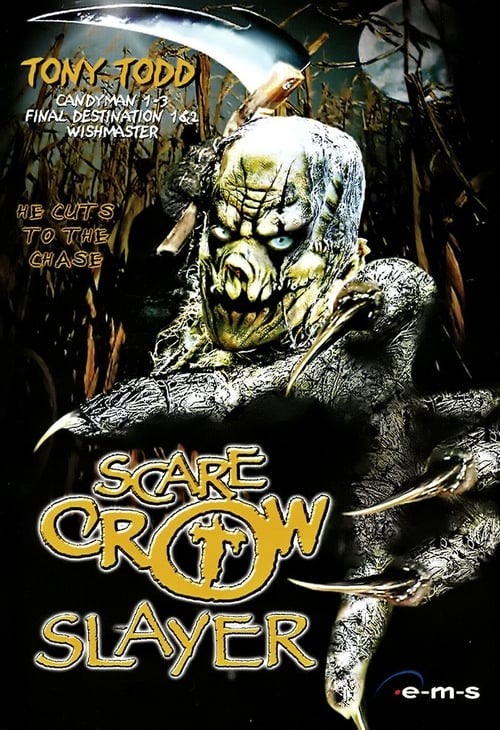 TONY TODD
CANDYMAN 1-3
FINAL DESTINATION 1&2
WISHMASTER
HE CUTS
TO THE
CHASE
SCARE
CROW
SLAYER
e-m-s